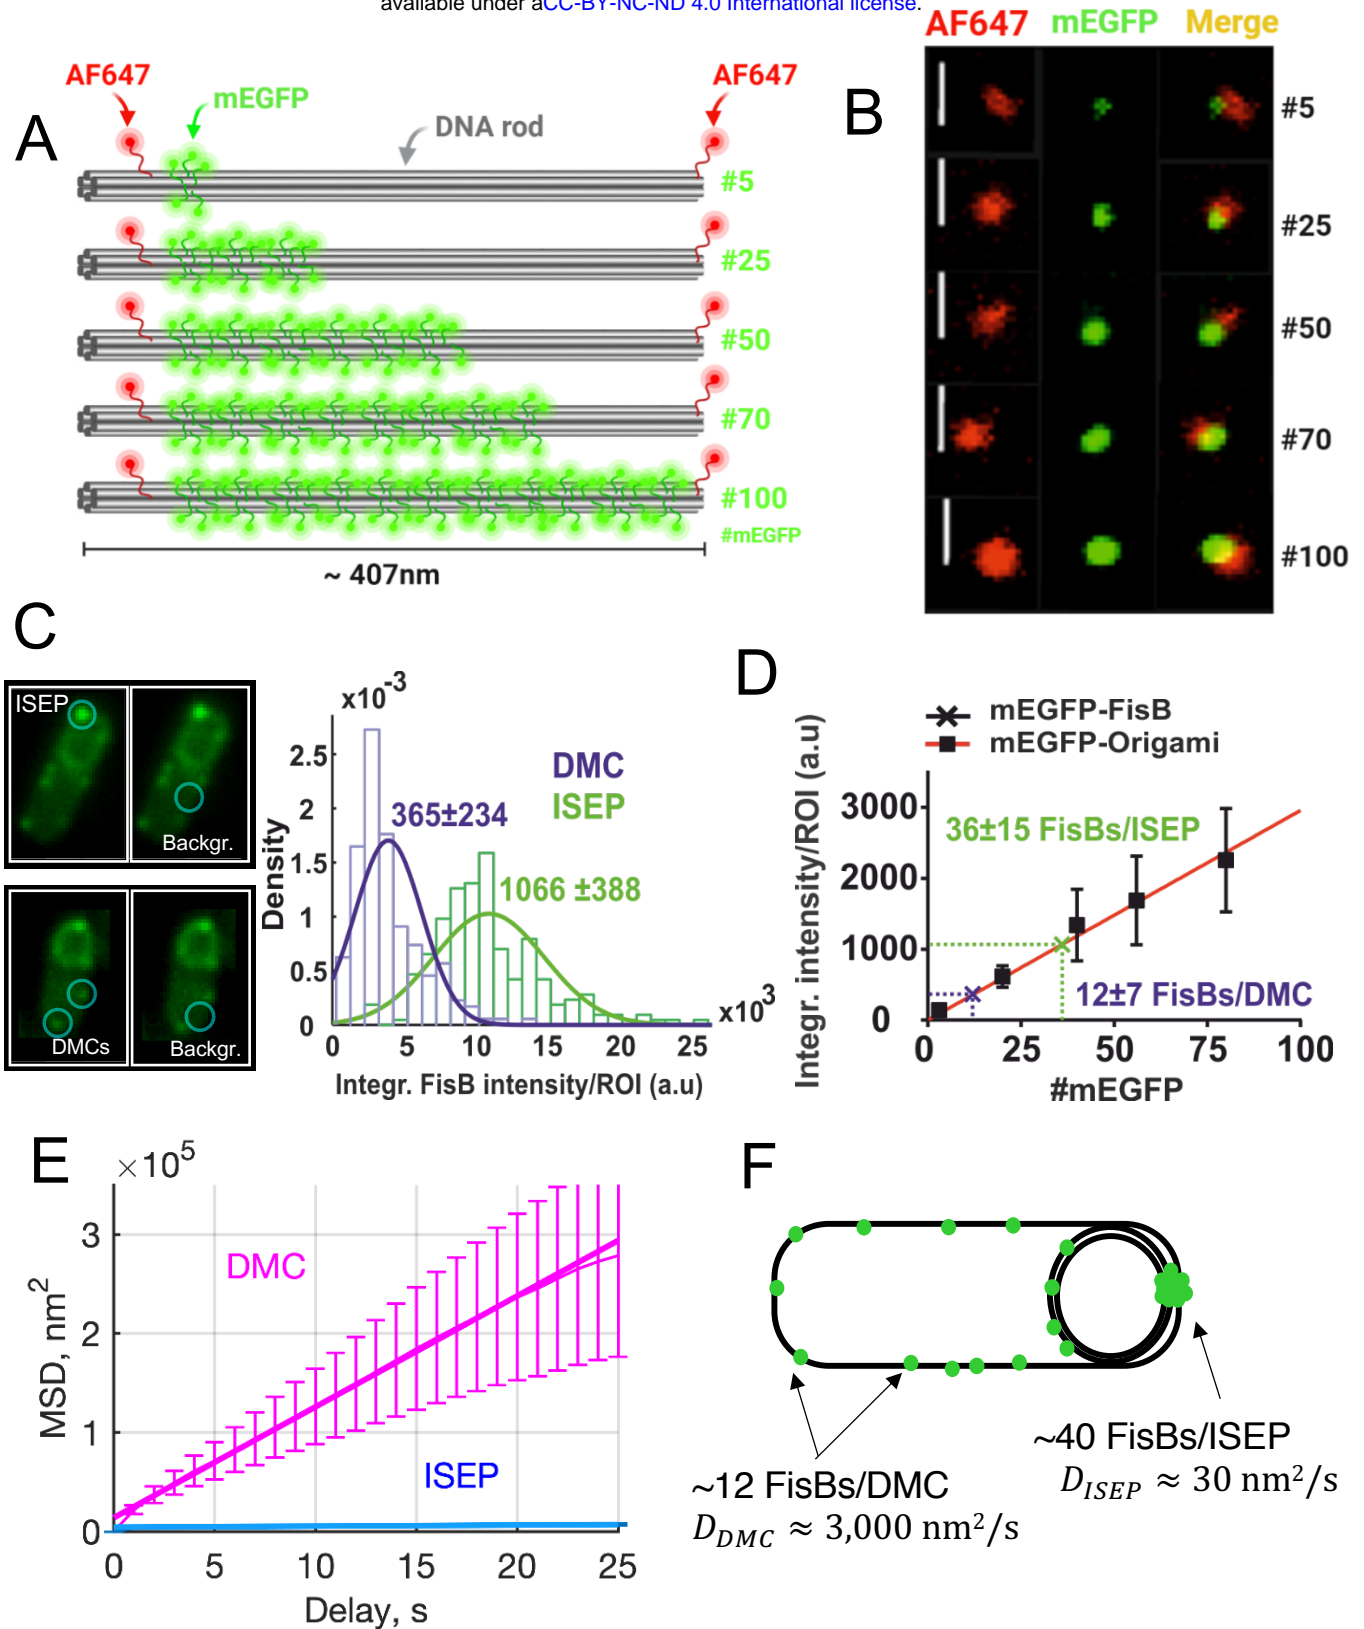 available under aCC-BY-NC-ND 4.0 International license.
A
AF647
mEGFP
DNA rod
AF647
#5
#25
#50
#70
#100
#mEGFP
~ 407nm
B
AF647 mEGFP Merge
#5
#25
#50
#70
#100
C
ISEP
Backgr.
DMCs
Backgr.
x10-3
Density
2.5
2
1.5
1
0.5
0
DMC
ISEP
365±234
1066 ±388
0 5 10 15 20 25
x10³
Integr. FisB intensity/ROI (a.u)
D
mEGFP-FisB
mEGFP-Origami
Integr. intensity/ROI (a.u)
3000
2000
1000
0
36±15 FisBs/ISEP
12±7 FisBs/DMC
0 25 50 75 100
#mEGFP
E
×10⁵
MSD, nm²
3
2
1
0
DMC
ISEP
0 5 10 15 20 25
Delay, s
F
~12 FisBs/DMC
D_DMC ≈ 3,000 nm²/s
~40 FisBs/ISEP
D_ISEP ≈ 30 nm²/s